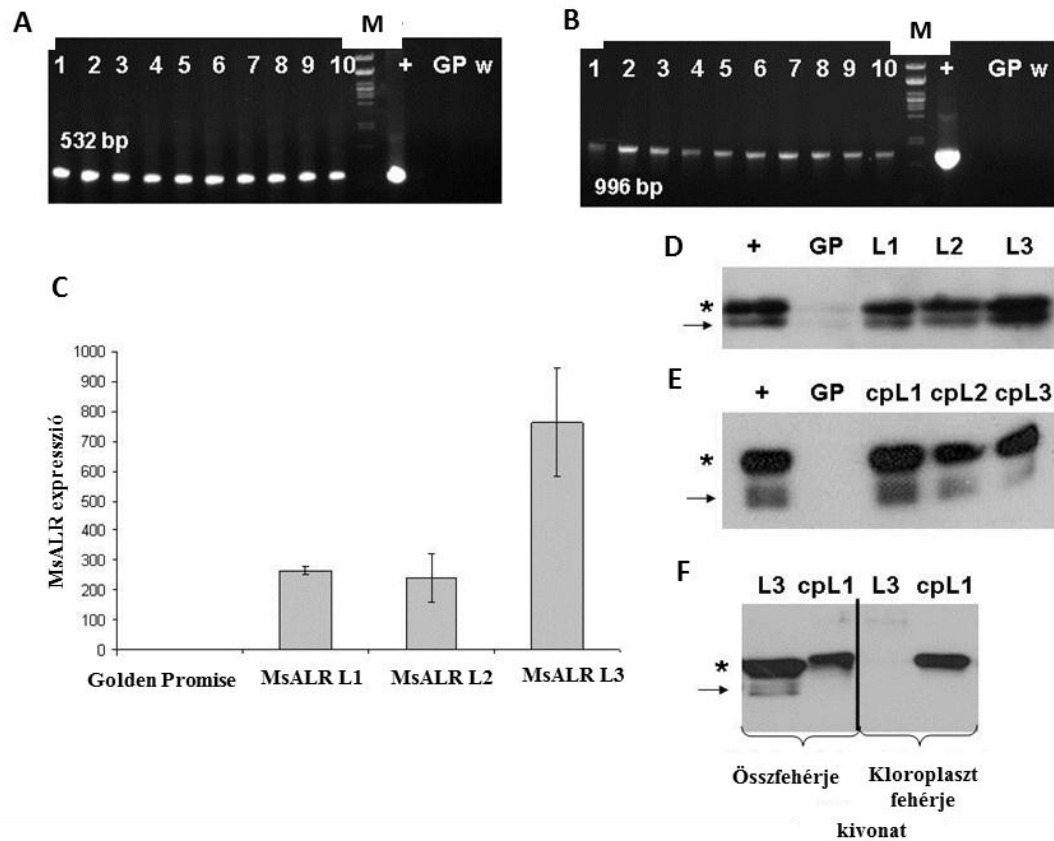 A
M
1 2 3 4 5 6 7 8 9 10 + GP w
532 bp
B
M
1 2 3 4 5 6 7 8 9 10 + GP w
996 bp
C
MsALR expresszió
1000
900
800
700
600
500
400
300
200
100
0
Golden Promise MsALR L1 MsALR L2 MsALR L3
D
+ GP L1 L2 L3
*
E
+ GP cpL1 cpL2 cpL3
*
F
L3 cpL1 L3 cpL1
*
Összfehérje
Kloroplaszt
fehérje
kivonat